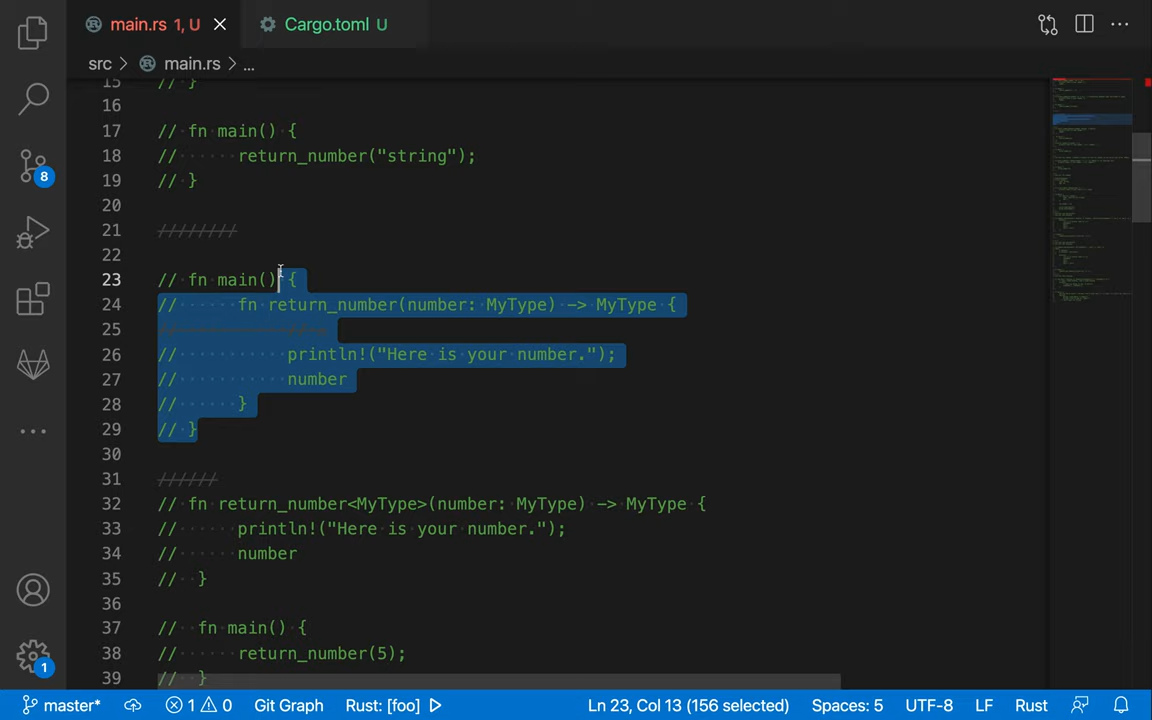 main.rs 1, U
Cargo.toml U
src > main.rs > ...
15 // }
16
17 // fn main() {
18 // return_number("string");
19 // }
20
21 ////////
22
23 // fn main() {
24 // fn return_number(number: MyType) -> MyType {
25
26 // println!("Here is your number.");
27 // number
28 // }
29 // }
30
31 //////
32 // fn return_number<MyType>(number: MyType) -> MyType {
33 // println!("Here is your number.");
34 // number
35 // }
36
37 // fn main() {
38 // return_number(5);
39 // }
8
1
master* 1 0 Git Graph Rust: [foo] Ln 23, Col 13 (156 selected) Spaces: 5 UTF-8 LF Rust